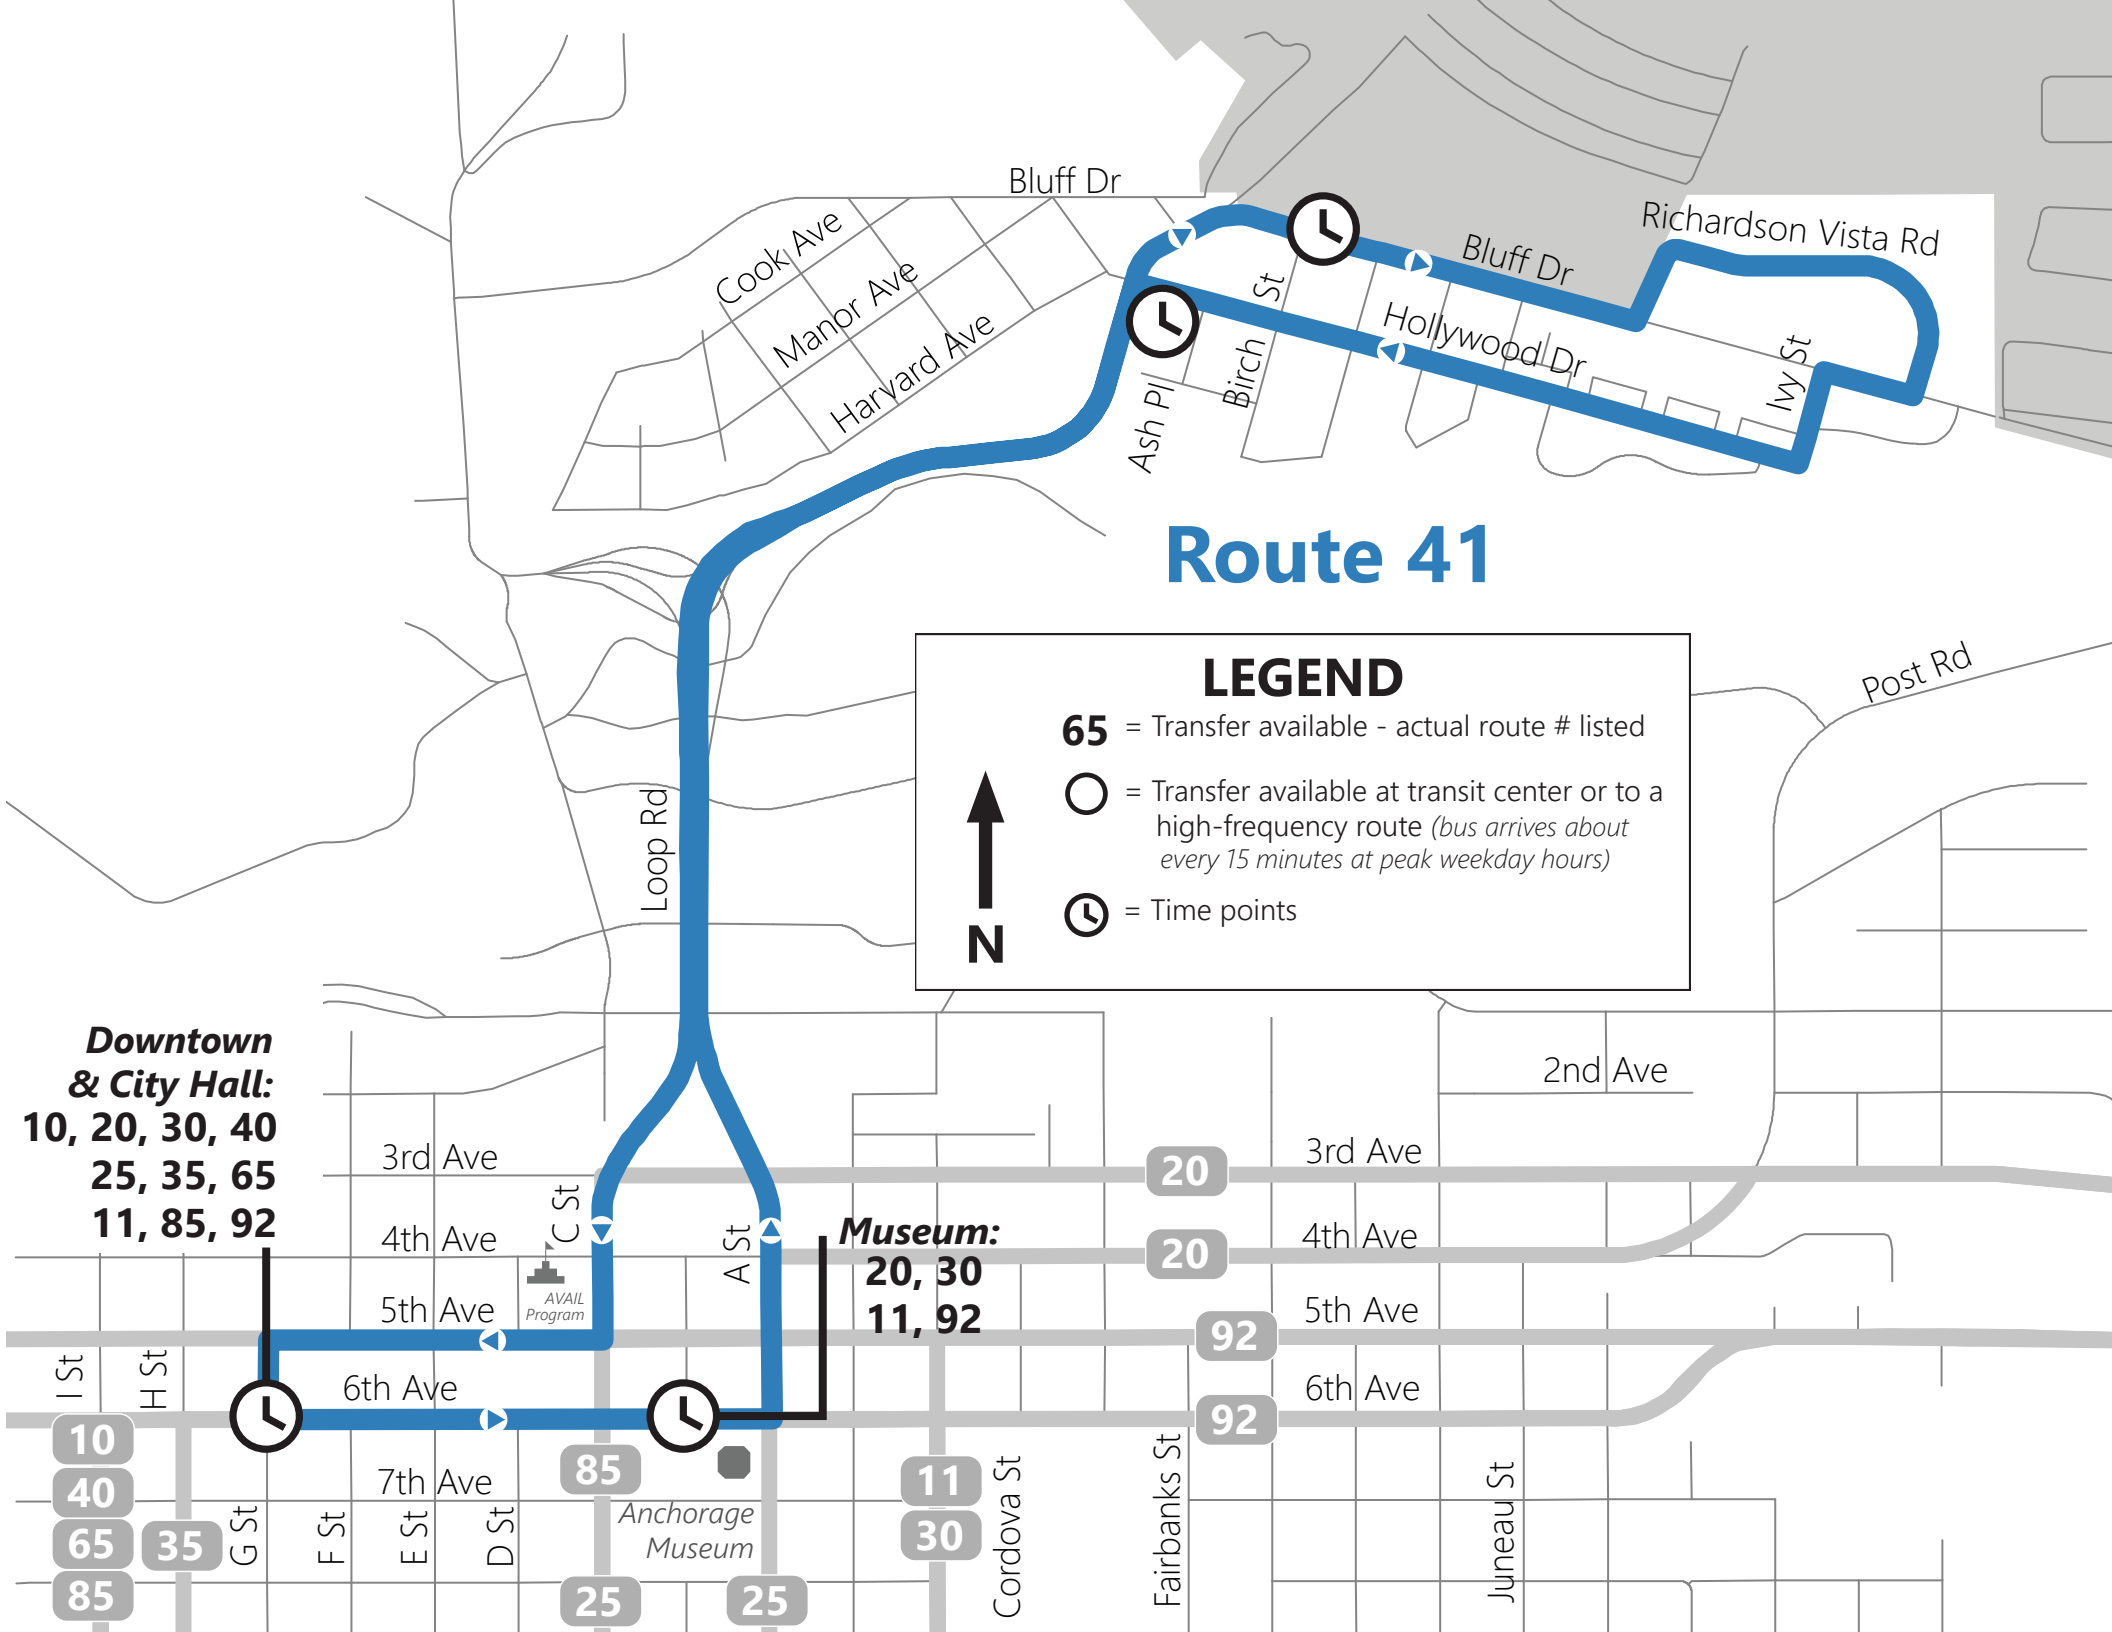 Bluff Dr
Richardson Vista Rd
Cook Ave
Bluff Dr
Manor Ave
St
Hollywood Dr
Harvard Ave
Ivy St
Birch
Ash Pl
Route 41
LEGEND
65 = Transfer available - actual route # listed
= Transfer available at transit center or to a
high-frequency route (bus arrives about
every 15 minutes at peak weekday hours)
= Time points
N
Post Rd
Loop Rd
Downtown
& City Hall:
10, 20, 30, 40
25, 35, 65
11, 85, 92
2nd Ave
3rd Ave
20
3rd Ave
C St
A St
Museum:
20, 30
11, 92
4th Ave
20
4th Ave
AVAIL
Program
5th Ave
5th Ave
92
I St
H St
6th Ave
6th Ave
92
10
40
65
85
35
7th Ave
85
11
30
G St
F St
E St
D St
Anchorage
Museum
25
25
Cordova St
Fairbanks St
Juneau St